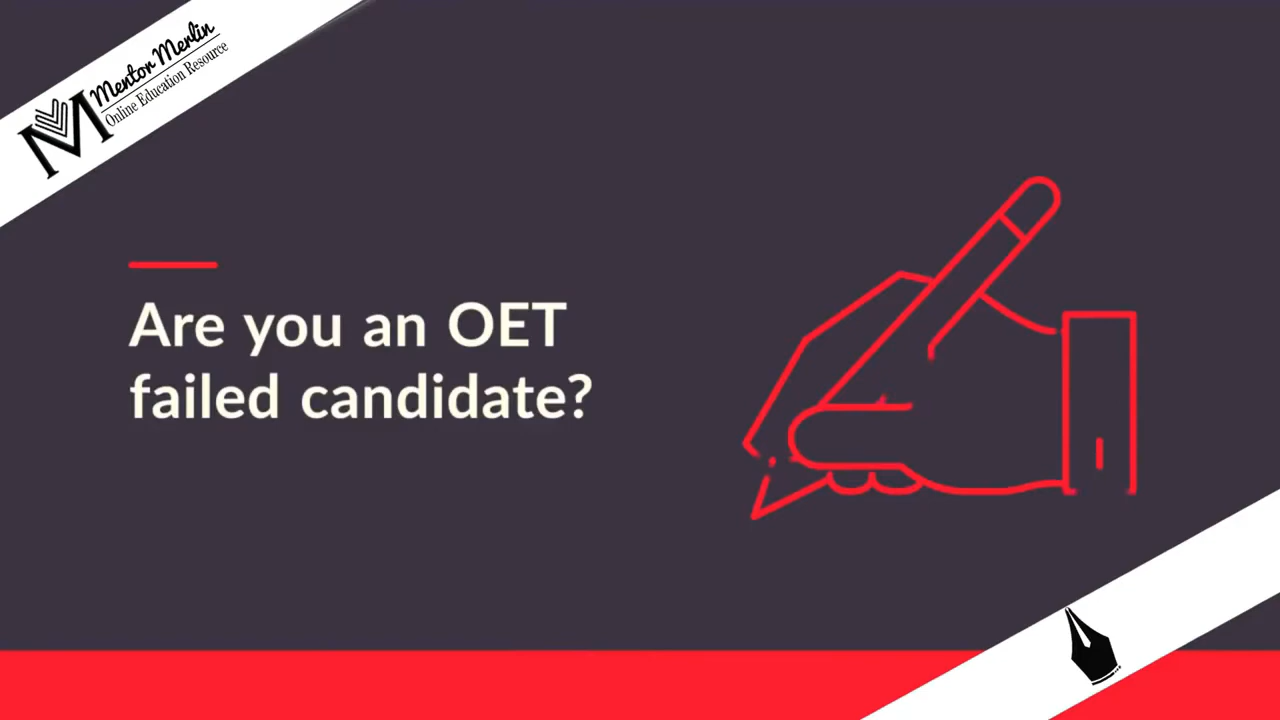 Mentor Merlin
Online Education Resource
Are you an OET
failed candidate?